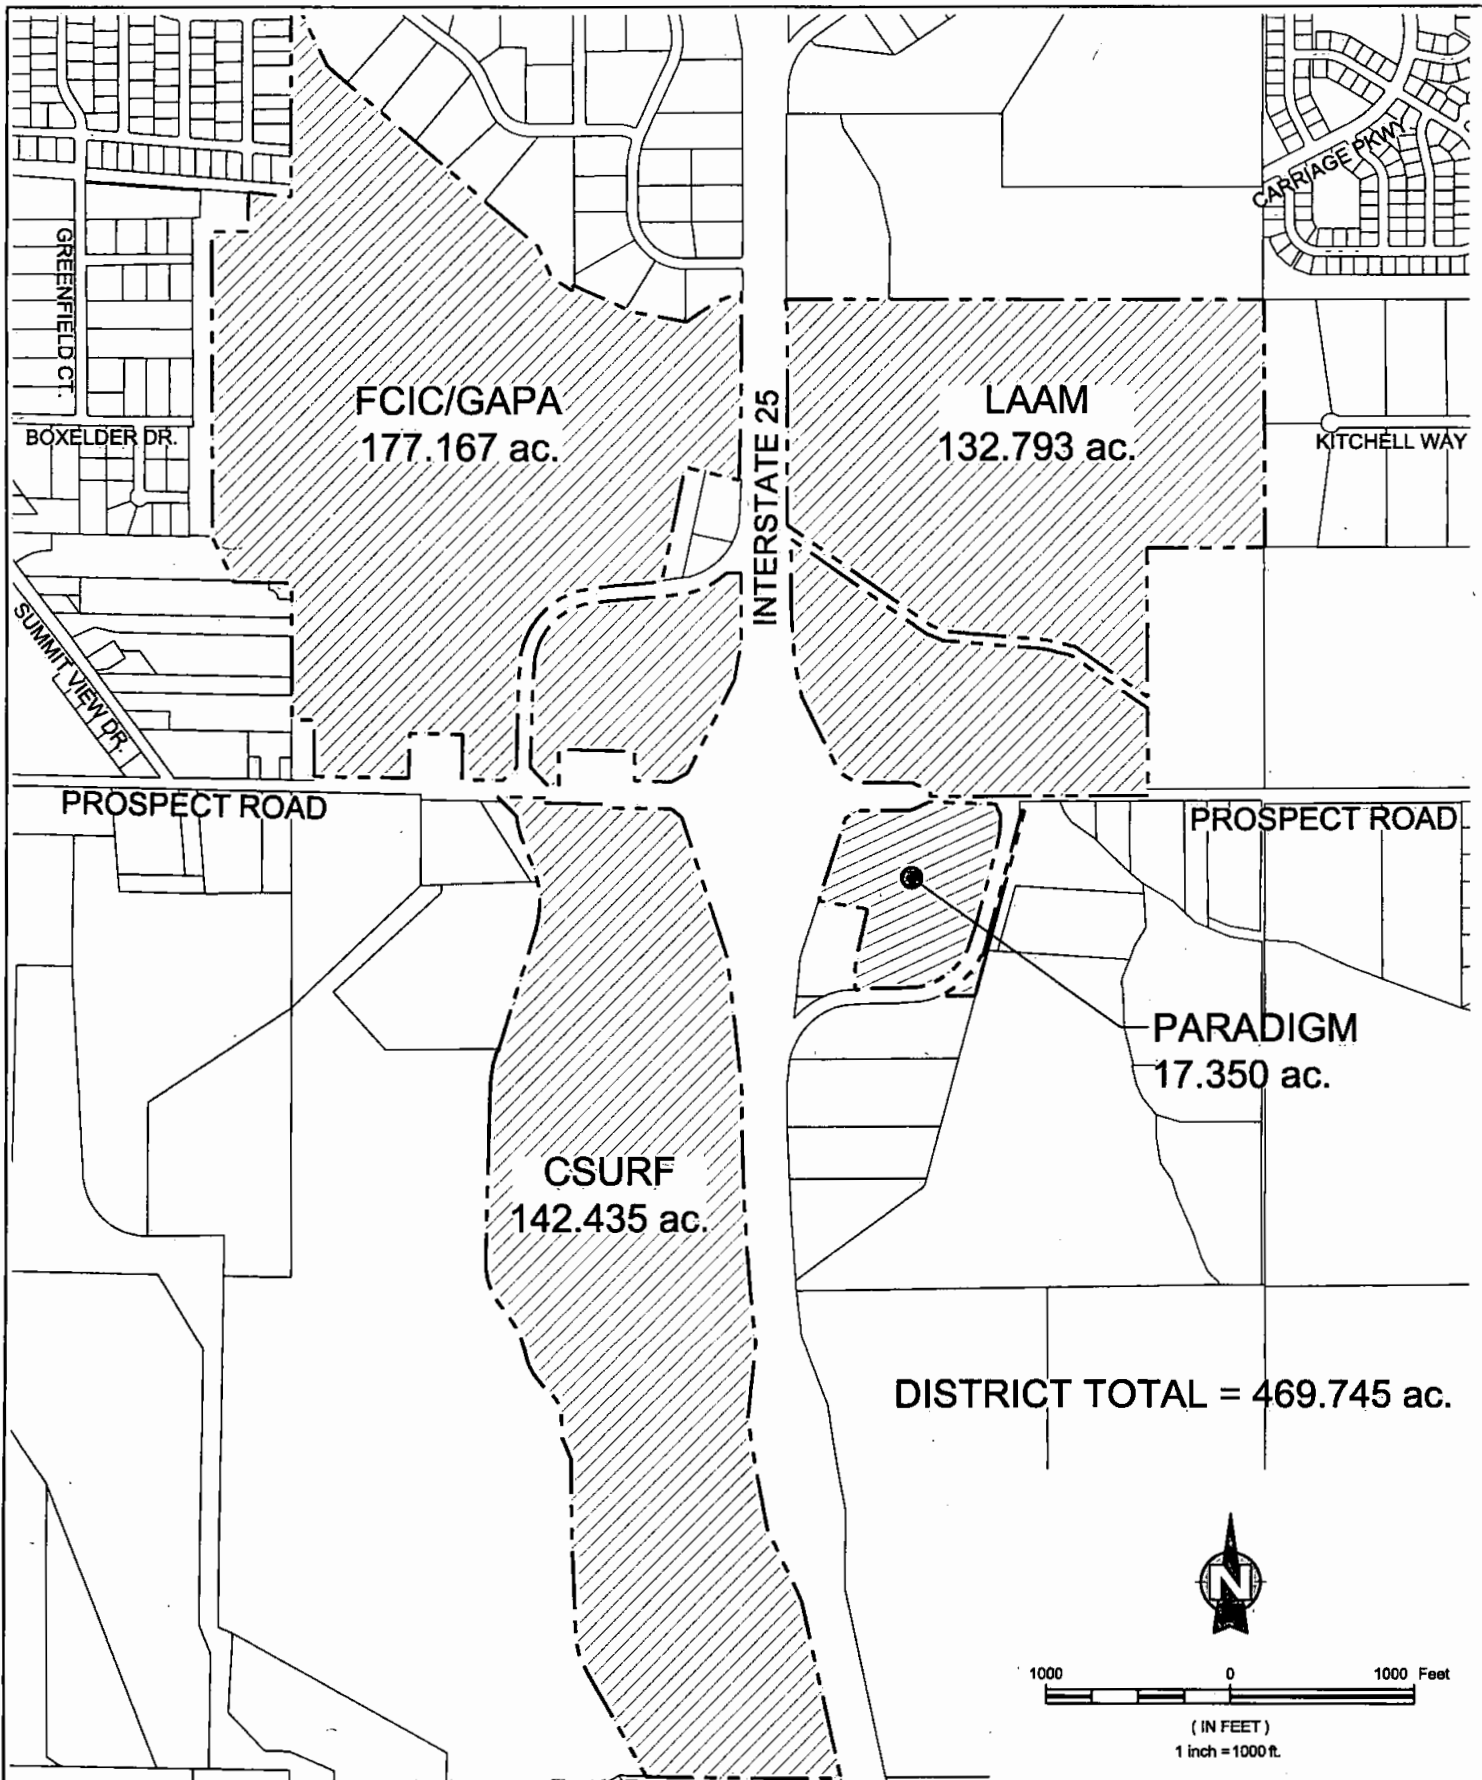 CARRIAGE PKWY.
GREENFIELD CT.
FCIC/GAPA
177.167 ac.
INTERSTATE 25
LAAM
132.793 ac.
BOXELDER DR.
KITCHELL WAY
SUMMIT VIEW DR.
PROSPECT ROAD
PROSPECT ROAD
PARADIGM
17.350 ac.
CSURF
142.435 ac.
DISTRICT TOTAL = 469.745 ac.
N
1000 0 1000 Feet
( IN FEET )
1 inch = 1000 ft.